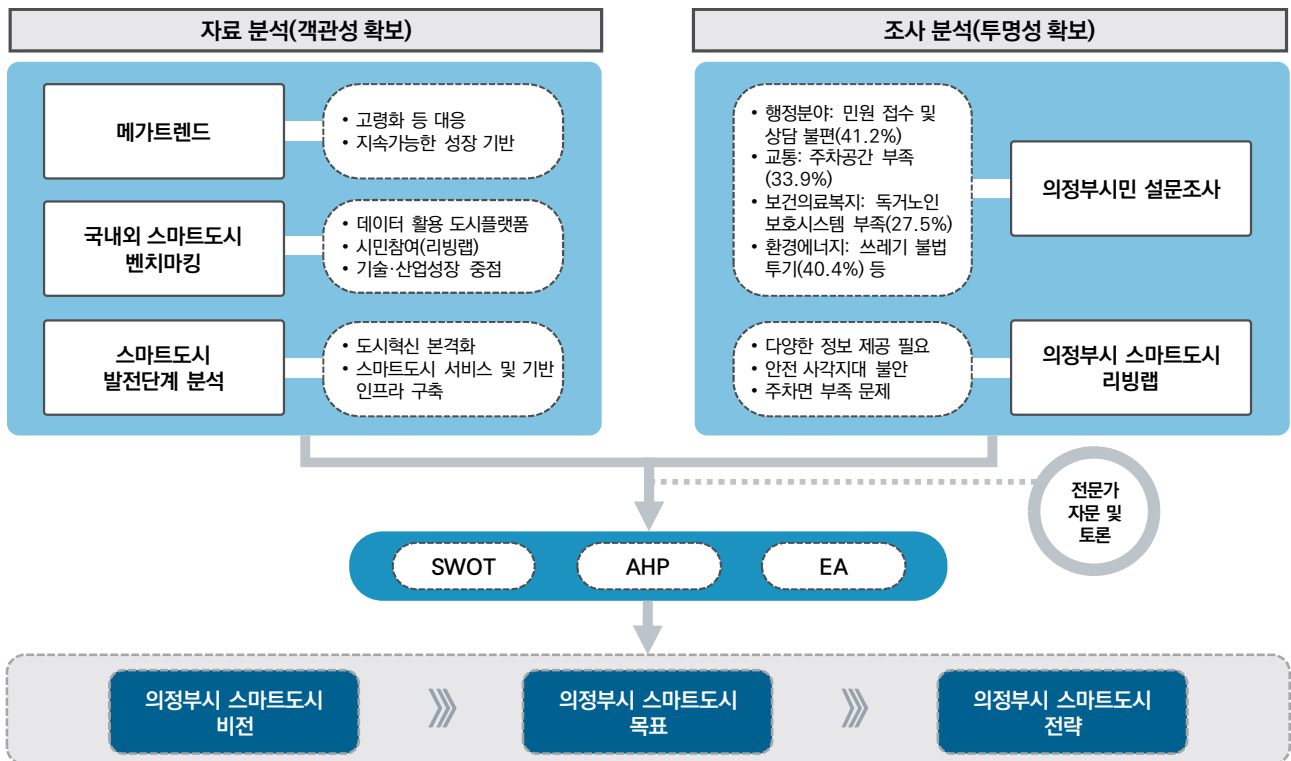 자료 분석(객관성 확보)
메가트렌드
• 고령화 등 대응
• 지속가능한 성장 기반
국내외 스마트도시
벤치마킹
• 데이터 활용 도시플랫폼
• 시민참여(리빙랩)
• 기술·산업성장 중점
스마트도시
발전단계 분석
• 도시혁신 본격화
• 스마트도시 서비스 및 기반
인프라 구축
조사 분석(투명성 확보)
• 행정분야: 민원 접수 및
상담 불편(41.2%)
• 교통: 주차공간 부족
(33.9%)
• 보건의료복지: 독거노인
보호시스템 부족(27.5%)
• 환경에너지: 쓰레기 불법
투기(40.4%) 등
의정부시민 설문조사
• 다양한 정보 제공 필요
• 안전 사각지대 불안
• 주차면 부족 문제
의정부시 스마트도시
리빙랩
전문가
자문 및
토론
SWOT
AHP
EA
의정부시 스마트도시
비전
의정부시 스마트도시
목표
의정부시 스마트도시
전략